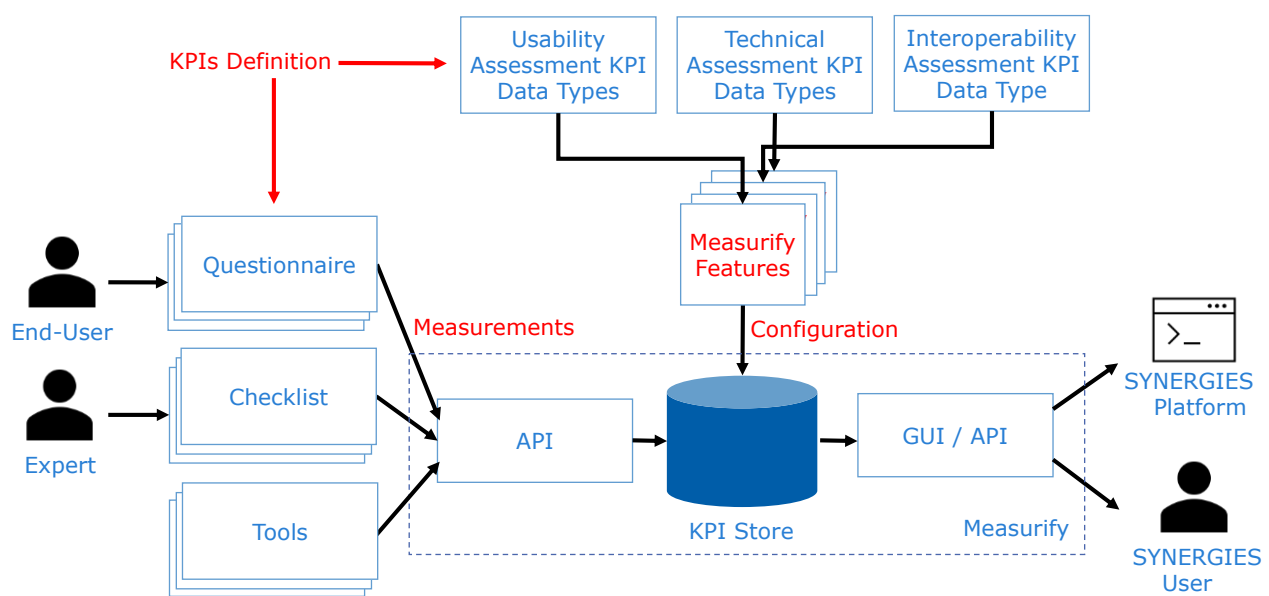 Usability
Assessment KPI
Data Types
Technical
Assessment KPI
Data Types
Interoperability
Assessment KPI
Data Type
KPIs Definition
Questionnaire
Measurify
Features
End-User
Measurements
Configuration
Checklist
Expert
API
GUI / API
SYNERGIES
Platform
Tools
KPI Store
Measurify
SYNERGIES
User
>_